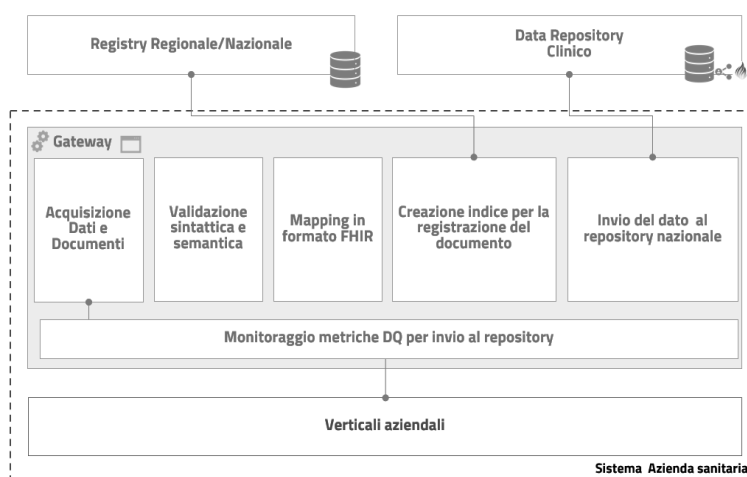 Registry Regionale/Nazionale
Data Repository
Clinico
Gateway
Acquisizione
Dati e
Documenti
Validazione
sintattica e
semantica
Mapping in
formato FHIR
Creazione indice per la
registrazione del
documento
Invio del dato al
repository nazionale
Monitoraggio metriche DQ per invio al repository
Verticali aziendali
Sistema Azienda sanitaria